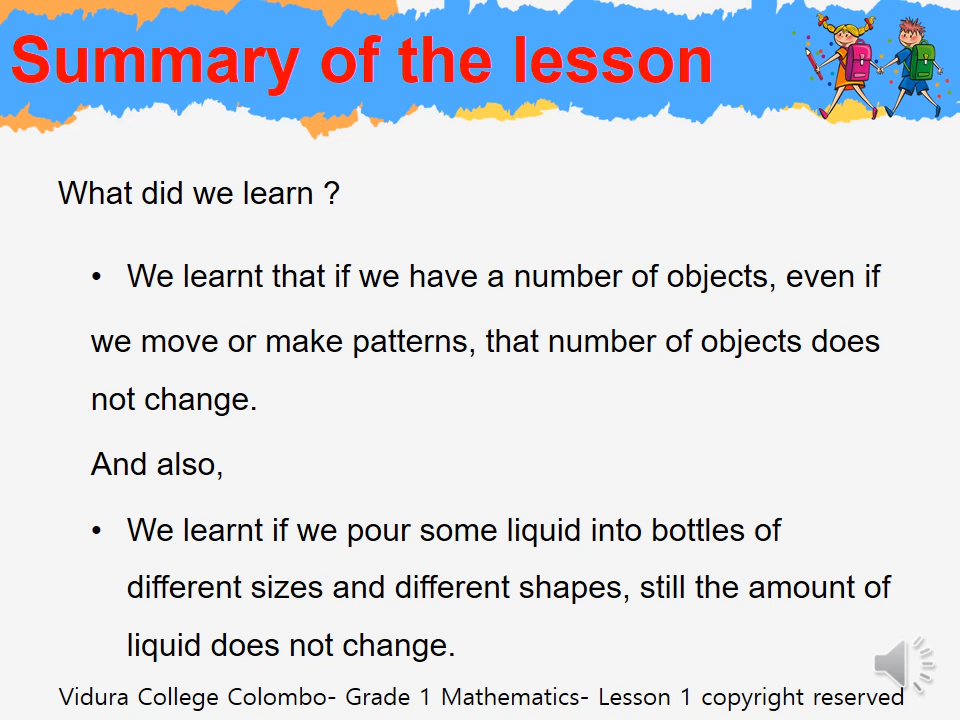 Summary of the lesson
What did we learn ?
• We learnt that if we have a number of objects, even if
we move or make patterns, that number of objects does
not change.
And also,
• We learnt if we pour some liquid into bottles of
different sizes and different shapes, still the amount of
liquid does not change.
Vidura College Colombo- Grade 1 Mathematics- Lesson 1 copyright reserved